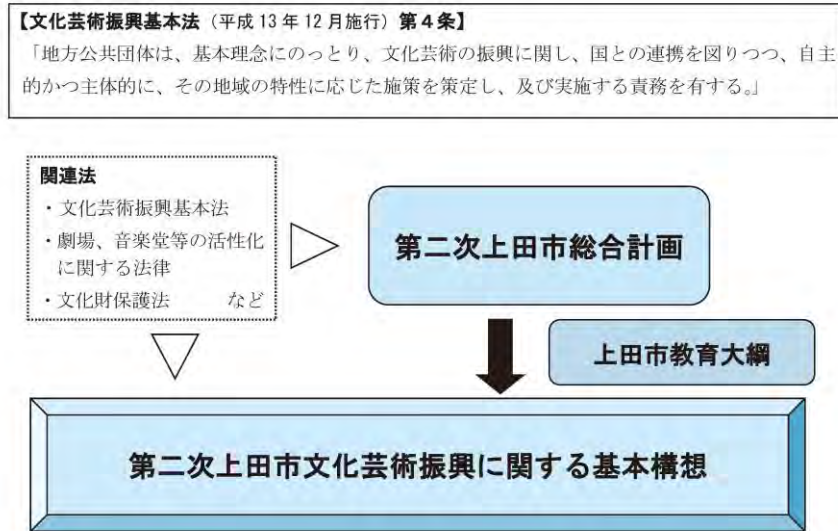 【文化芸術振興基本法（平成 13 年 12 月施行）第４条】
「地方公共団体は、基本理念にのっとり、文化芸術の振興に関し、国との連携を図りつつ、自主
的かつ主体的に、その地域の特性に応じた施策を策定し、及び実施する責務を有する。」
関連法
・文化芸術振興基本法
・劇場、音楽堂等の活性化
に関する法律
・文化財保護法　　など
第二次上田市総合計画
上田市教育大綱
第二次上田市文化芸術振興に関する基本構想